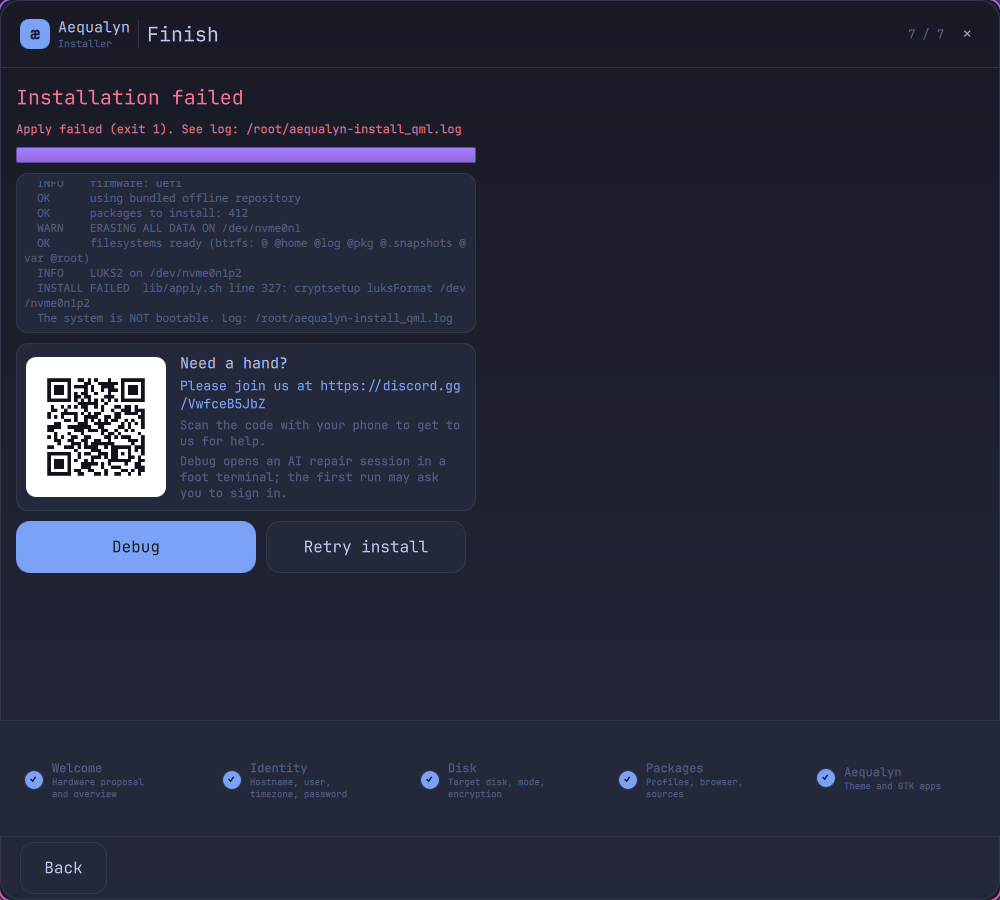 æ
Aequalyn
Installer
Finish
7 / 7
×
Installation failed
Apply failed (exit 1). See log: /root/aequalyn-install_qml.log
INFO firmware: uefi
OK using bundled offline repository
OK packages to install: 412
WARN ERASING ALL DATA ON /dev/nvme0n1
OK filesystems ready (btrfs: @ @home @log @pkg @.snapshots @
var @root)
INFO LUKS2 on /dev/nvme0n1p2
INSTALL FAILED lib/apply.sh line 327: cryptsetup luksFormat /dev
/nvme0n1p2
The system is NOT bootable. Log: /root/aequalyn-install_qml.log
Need a hand?
Please join us at https://discord.gg
/VwfceB5JbZ
Scan the code with your phone to get to
us for help.
Debug opens an AI repair session in a
foot terminal; the first run may ask
you to sign in.
Debug
Retry install
Welcome
Hardware proposal
and overview
Identity
Hostname, user,
timezone, password
Disk
Target disk, mode,
encryption
Packages
Profiles, browser,
sources
Aequalyn
Theme and GTK apps
Back